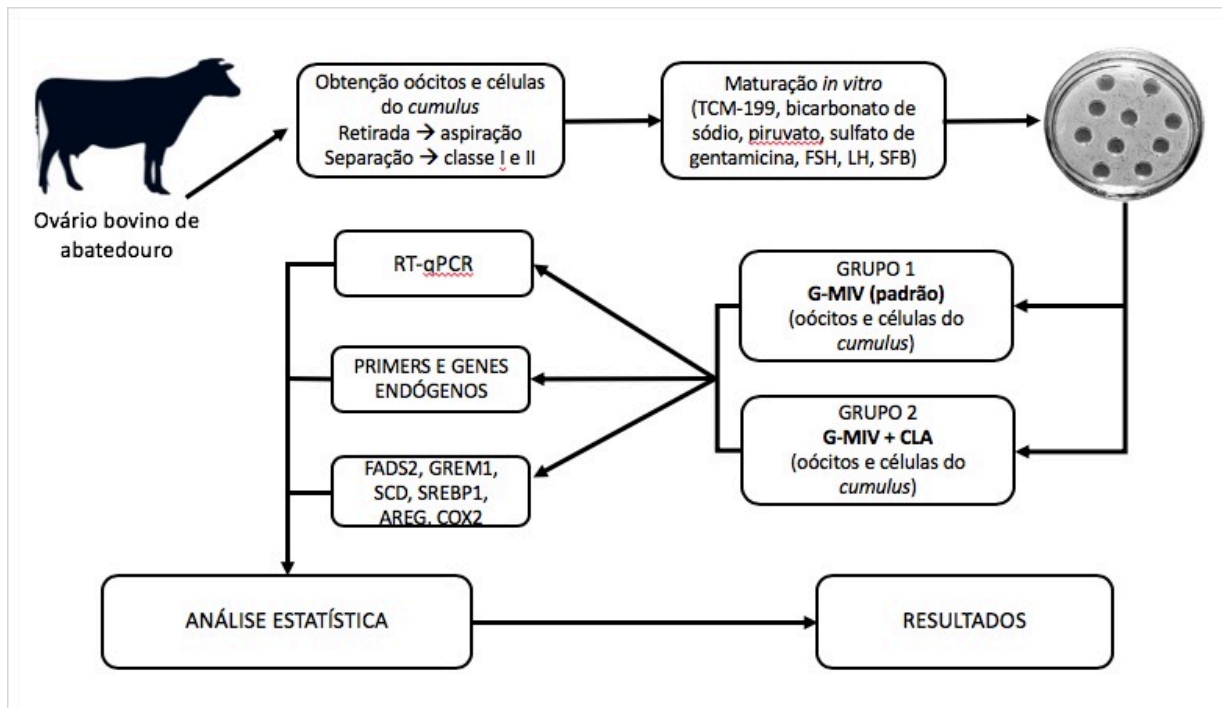 Ovário bovino de
abatedouro
Obtenção oócitos e células
do cumulus
Retirada → aspiração
Separação → classe I e II
Maturação in vitro
(TCM-199, bicarbonato de
sódio, piruvato, sulfato de
gentamicina, FSH, LH, SFB)
GRUPO 1
G-MIV (padrão)
(oócitos e células do
cumulus)
GRUPO 2
G-MIV + CLA
(oócitos e células do
cumulus)
RT-qPCR
PRIMERS E GENES
ENDÓGENOS
FADS2, GREM1,
SCD, SREBP1,
AREG, COX2
ANÁLISE ESTATÍSTICA
RESULTADOS